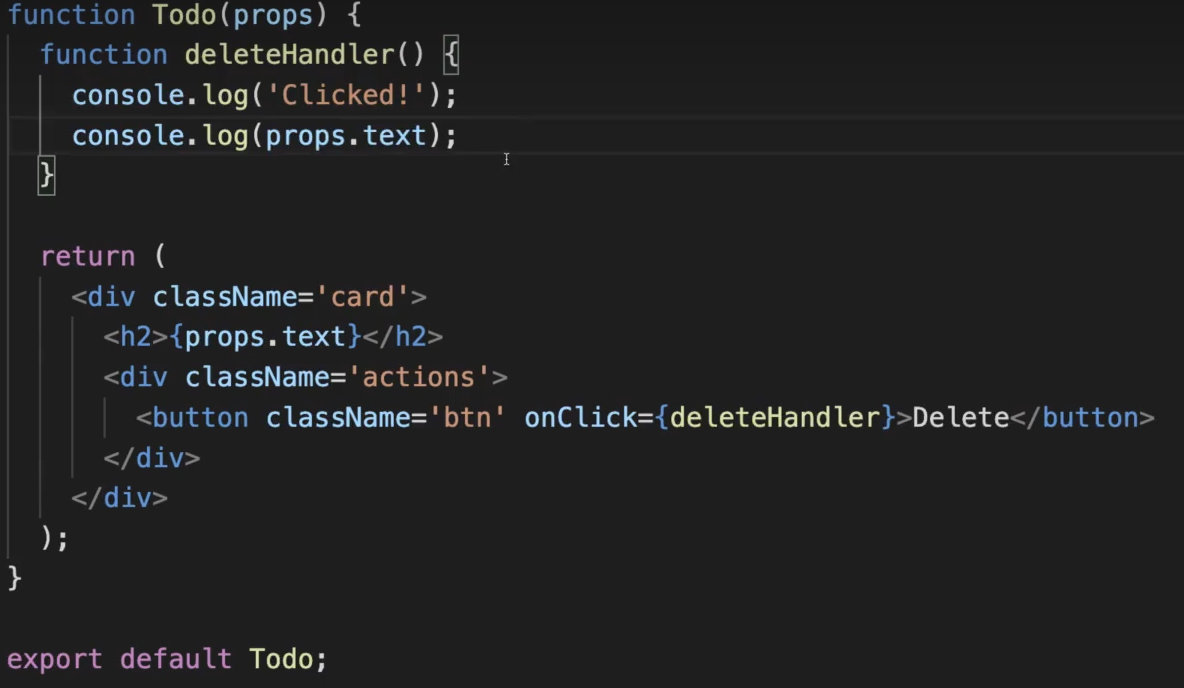 function Todo(props) {
  function deleteHandler() {
    console.log('Clicked!');
    console.log(props.text);
  }

  return (
    <div className='card'>
      <h2>{props.text}</h2>
      <div className='actions'>
        <button className='btn' onClick={deleteHandler}>Delete</button>
      </div>
    </div>
  );
}

export default Todo;